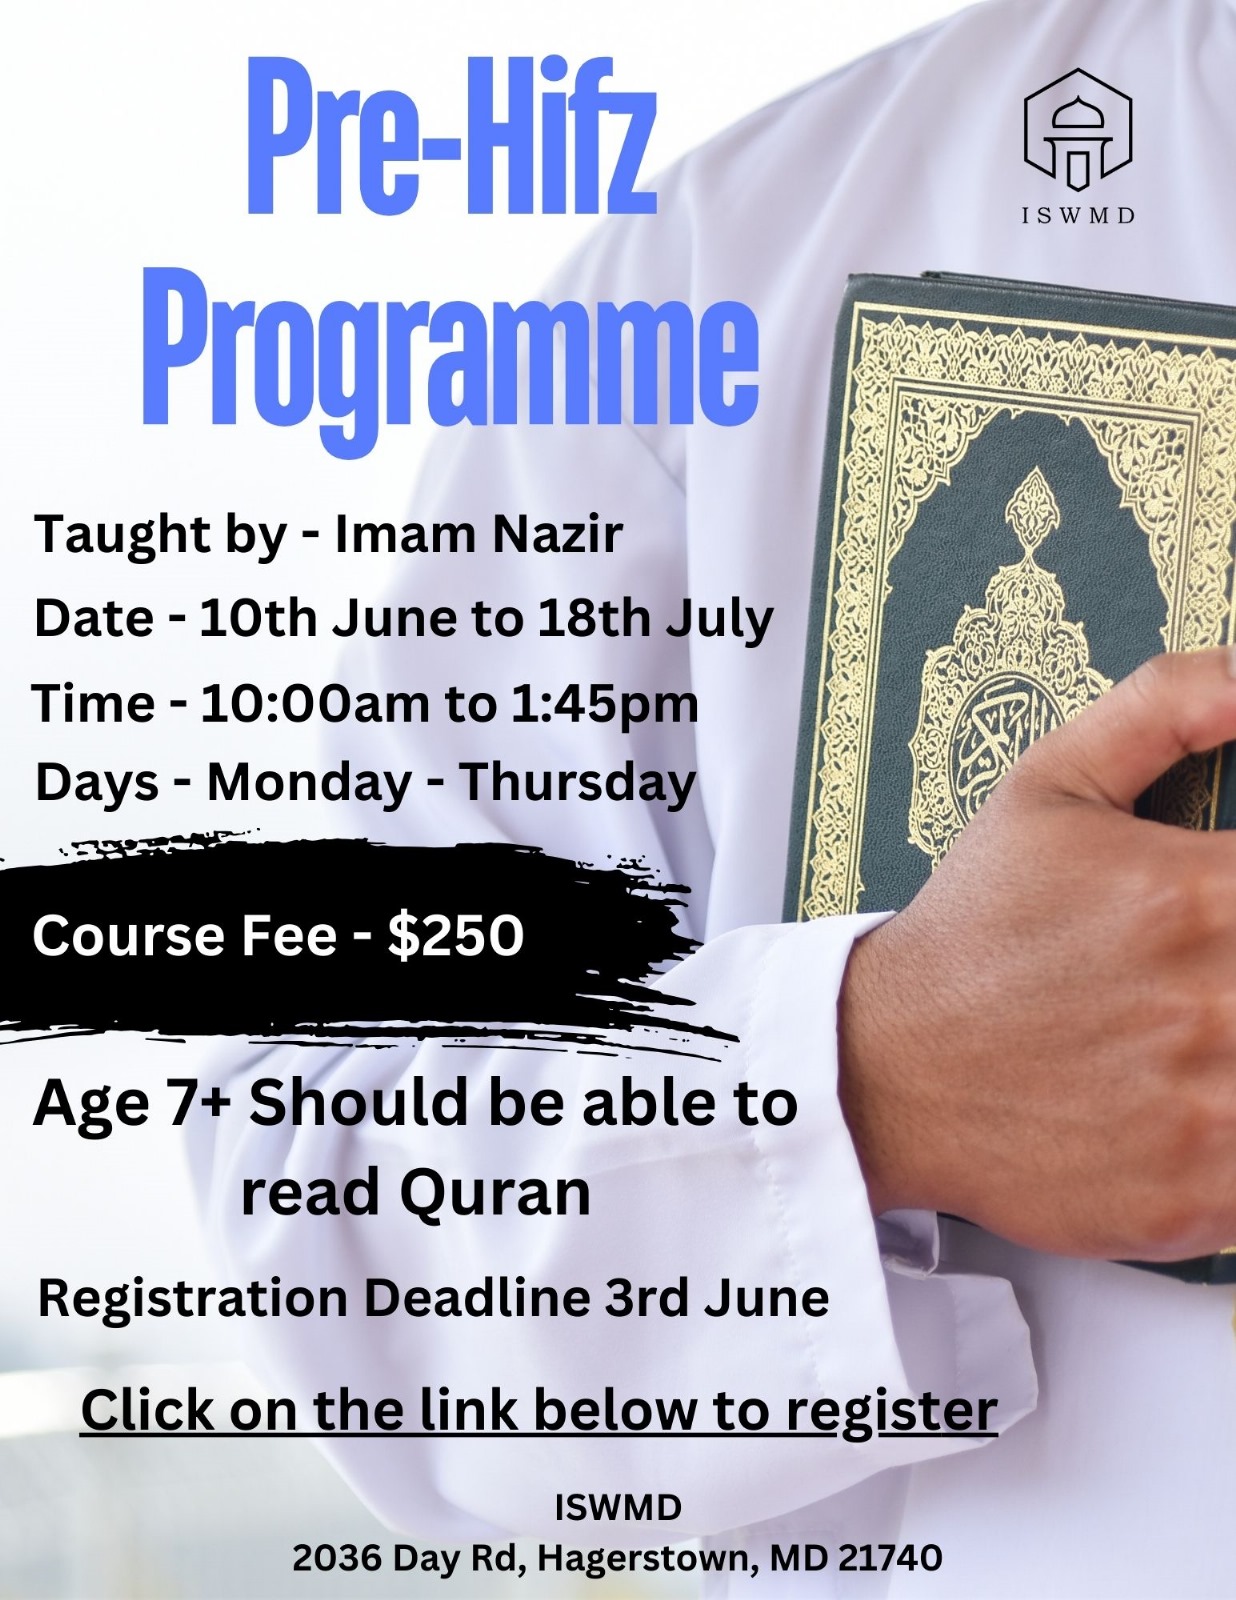 Pre-Hifz
Programme
ISWMD
Taught by - Imam Nazir
Date - 10th June to 18th July
Time - 10:00am to 1:45pm
Days - Monday - Thursday
Course Fee - $250
Age 7+ Should be able to
read Quran
Registration Deadline 3rd June
Click on the link below to register
ISWMD
2036 Day Rd, Hagerstown, MD 21740